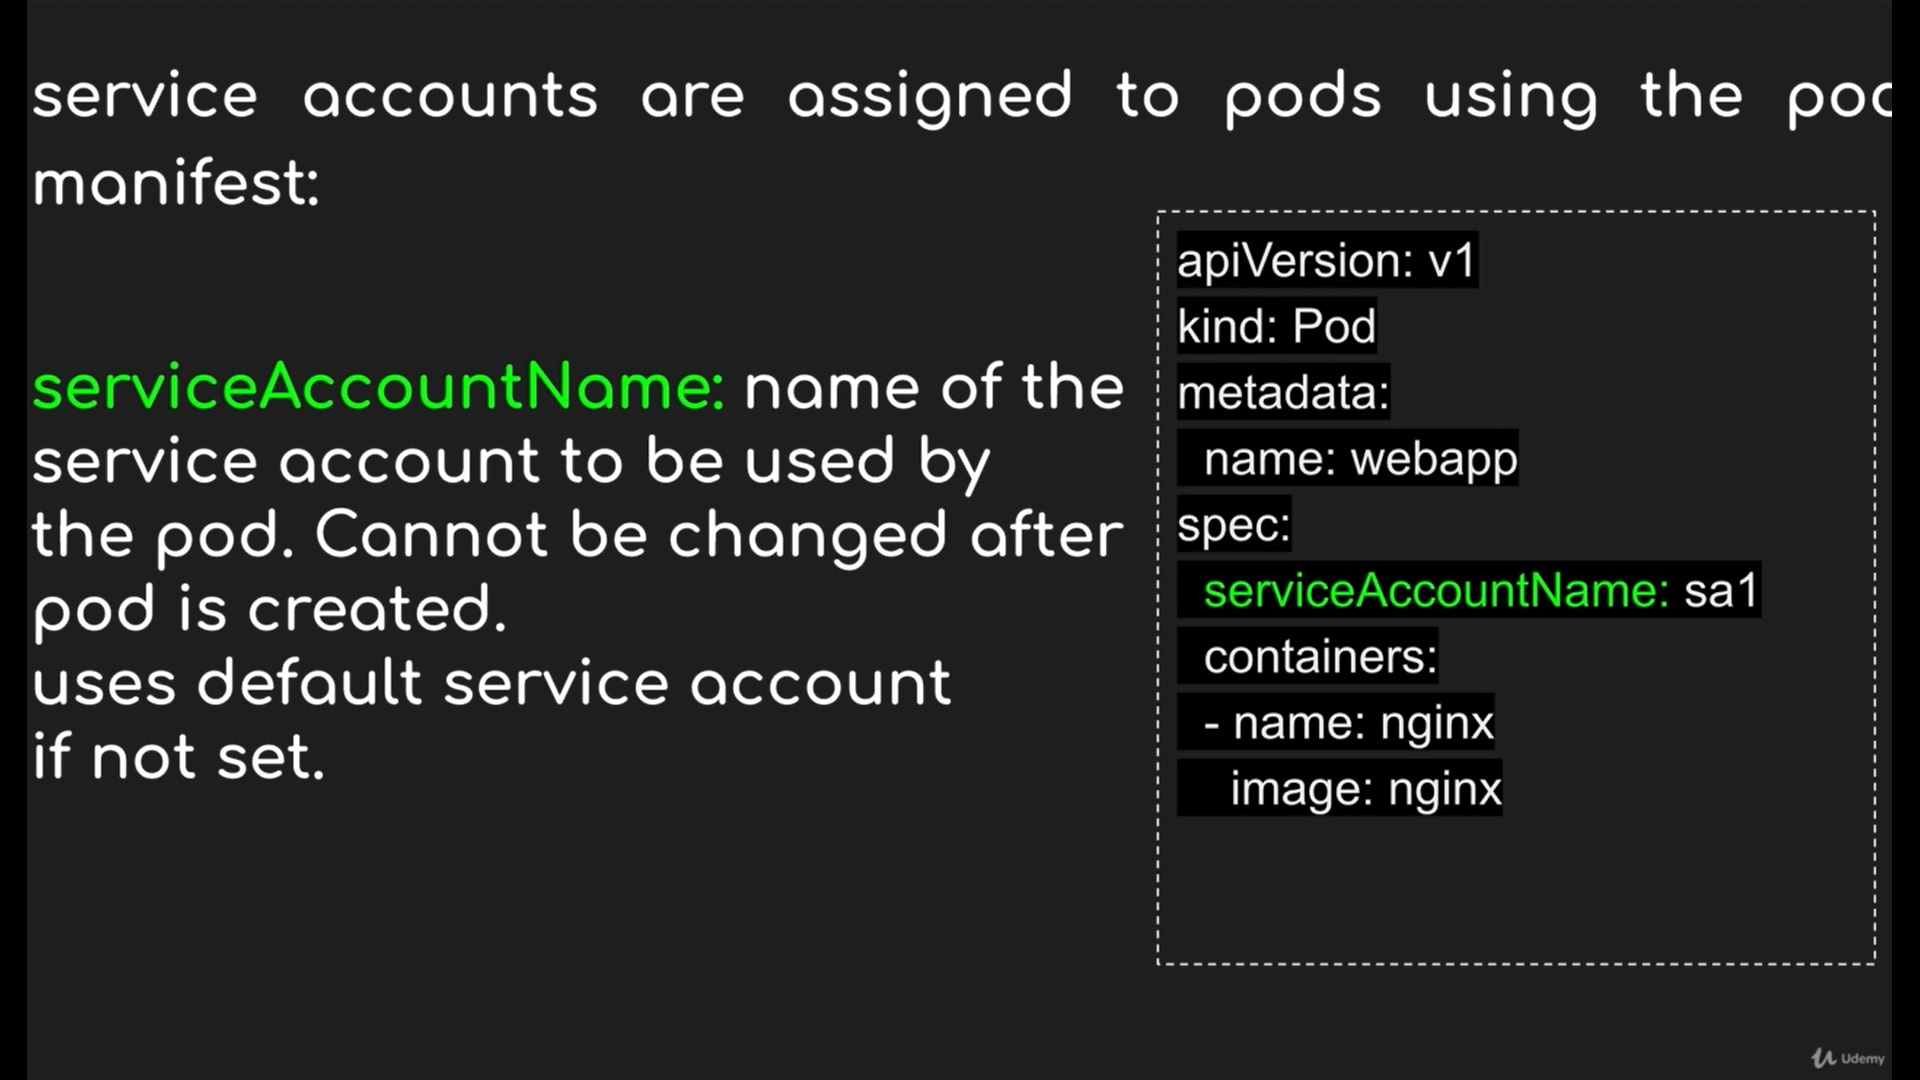 service accounts are assigned to pods using the
manifest:
serviceAccountName: name of the
service account to be used by
the pod. Cannot be changed after
pod is created.
uses default service account
if not set.
apiVersion: v1
kind: Pod
metadata:
  name: webapp
spec:
  serviceAccountName: sa1
  containers:
  - name: nginx
    image: nginx
Udemy